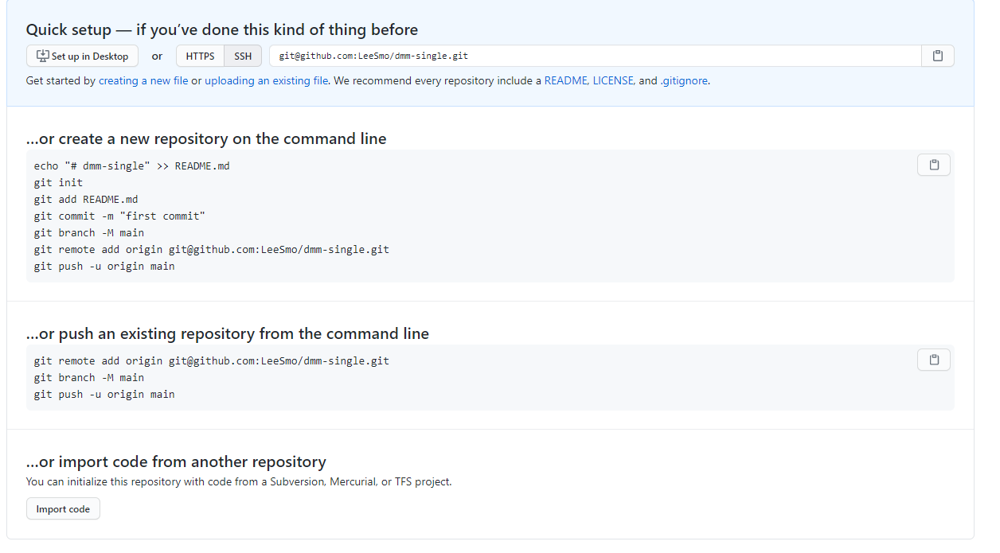 Quick setup — if you’ve done this kind of thing before
Set up in Desktop or HTTPS SSH git@github.com:LeeSmo/dmm-single.git
Get started by creating a new file or uploading an existing file. We recommend every repository include a README, LICENSE, and .gitignore.
…or create a new repository on the command line
echo "# dmm-single" >> README.md
git init
git add README.md
git commit -m "first commit"
git branch -M main
git remote add origin git@github.com:LeeSmo/dmm-single.git
git push -u origin main
…or push an existing repository from the command line
git remote add origin git@github.com:LeeSmo/dmm-single.git
git branch -M main
git push -u origin main
…or import code from another repository
You can initialize this repository with code from a Subversion, Mercurial, or TFS project.
Import code